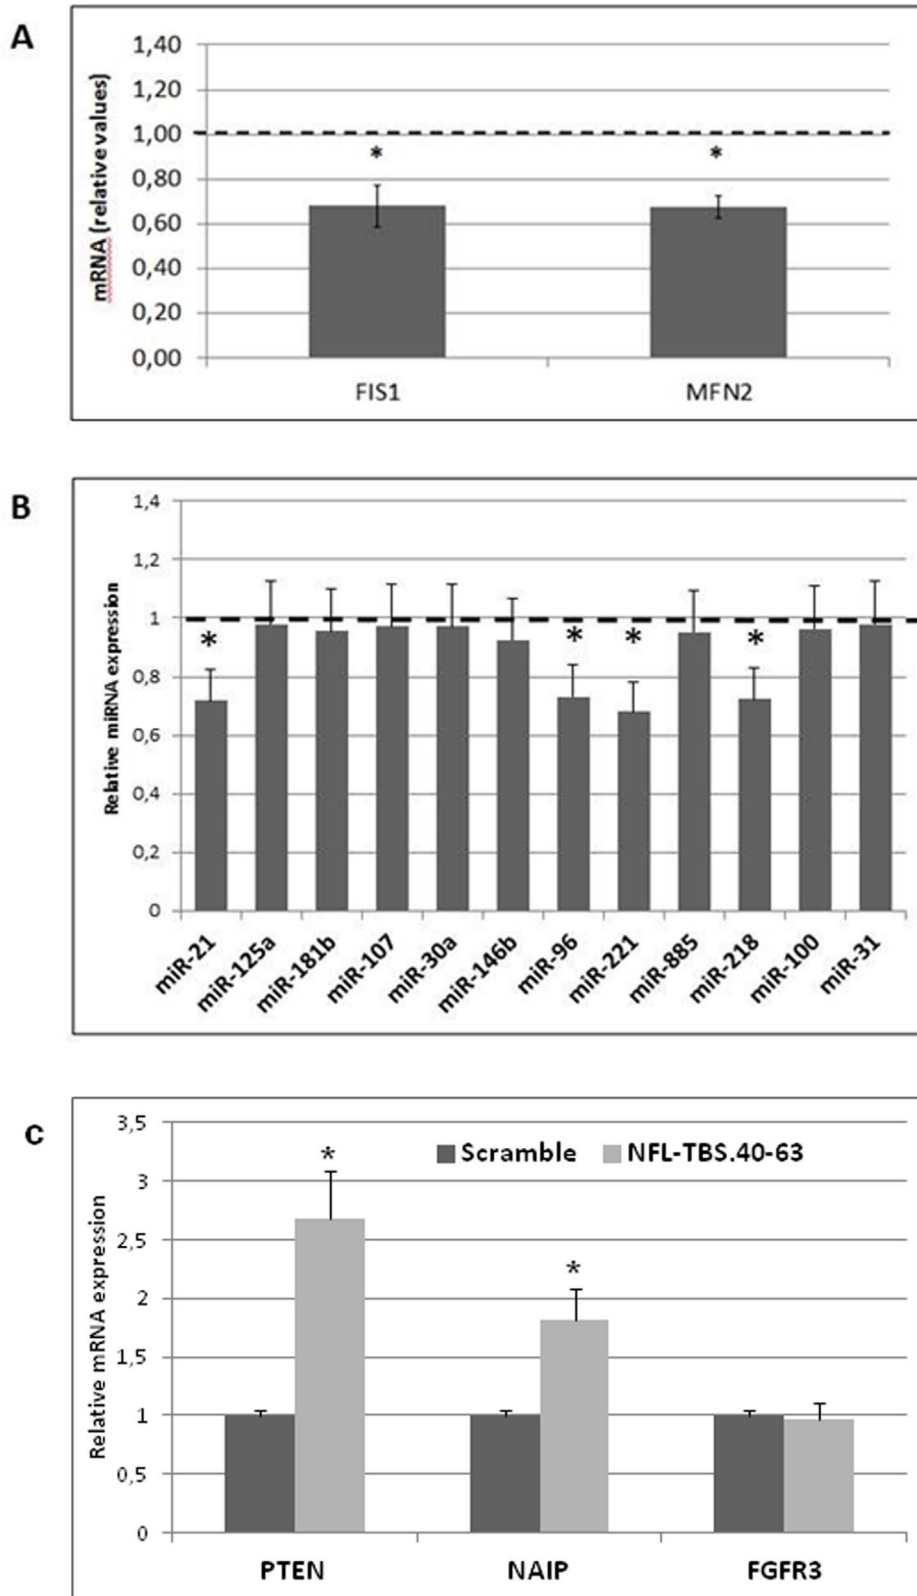 A
mRNA (relative values)
1,40
1,20
1,00
0,80
0,60
0,40
0,20
0,00
*
*
FIS1
MFN2
B
Relative miRNA expression
1,4
1,2
1
0,8
0,6
0,4
0,2
0
*
*
*
*
miR-21
miR-125a
miR-181b
miR-107
miR-30a
miR-146b
miR-96
miR-221
miR-885
miR-218
miR-100
miR-31
c
Relative mRNA expression
3,5
3
2,5
2
1,5
1
0,5
0
Scramble
NFL-TBS.40-63
*
*
PTEN
NAIP
FGFR3